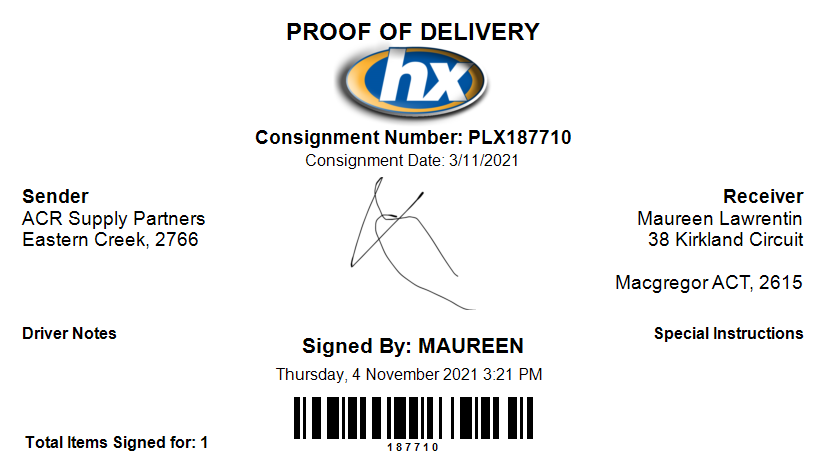 PROOF OF DELIVERY
hx
Consignment Number: PLX187710
Consignment Date: 3/11/2021
Sender
ACR Supply Partners
Eastern Creek, 2766
Receiver
Maureen Lawrentin
38 Kirkland Circuit
Macgregor ACT, 2615
Driver Notes
Special Instructions
Signed By: MAUREEN
Thursday, 4 November 2021 3:21 PM
187710
Total Items Signed for: 1